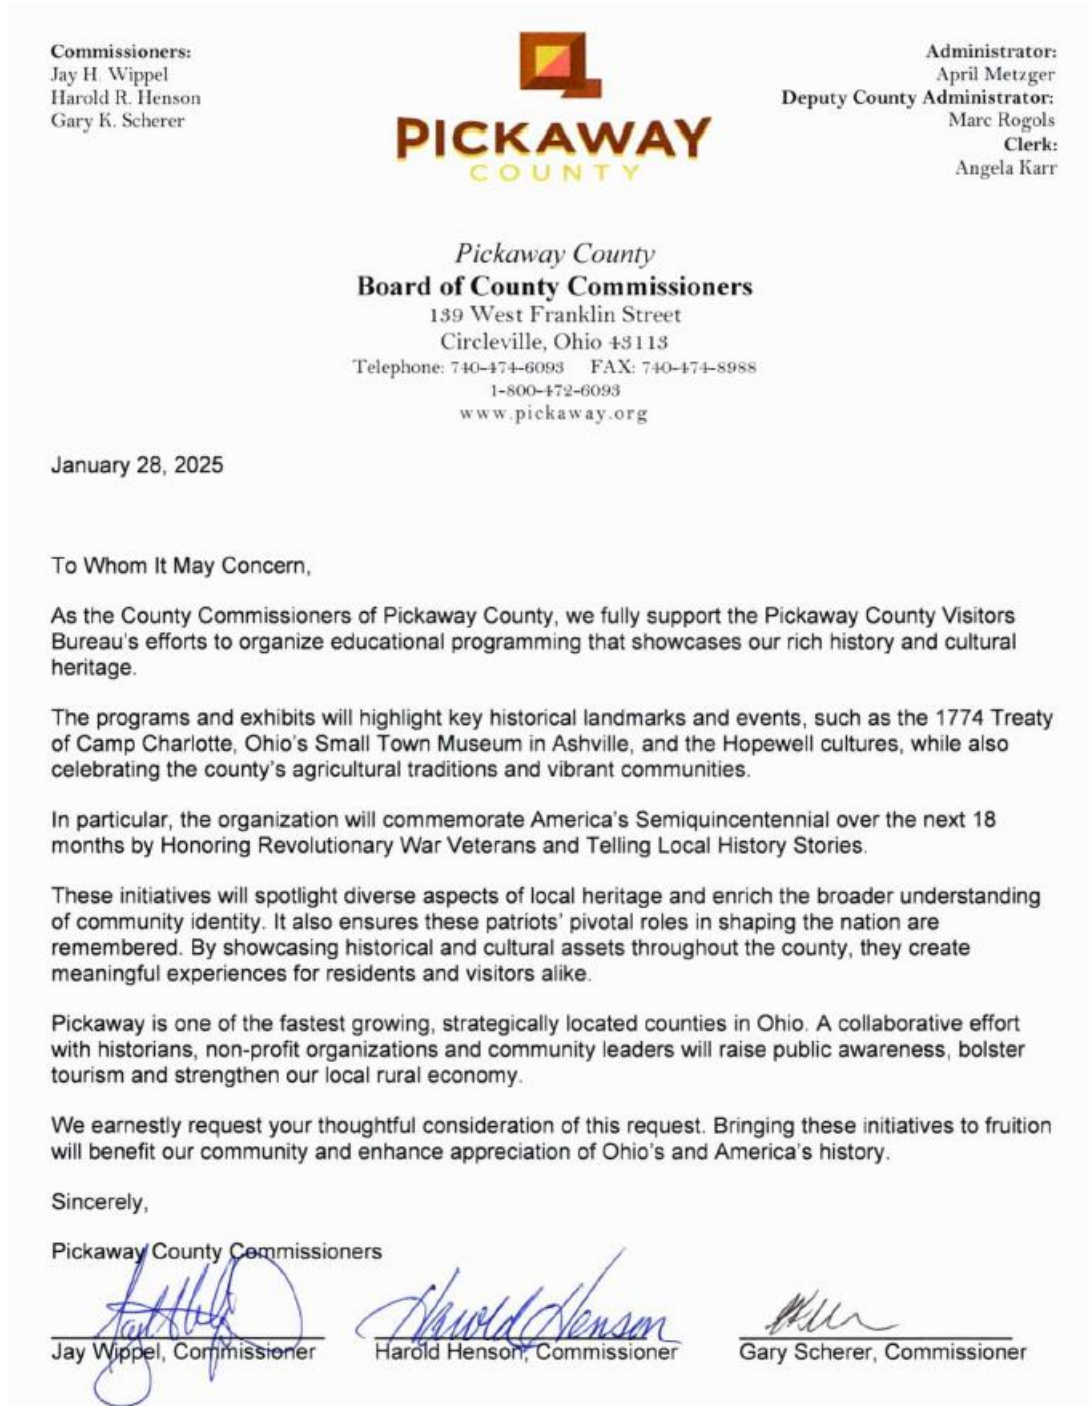 Commissioners:
Jay H. Wippel
Harold R. Henson
Gary K. Scherer
PICKAWAY
COUNTY
Administrator:
April Metzger
Deputy County Administrator:
Marc Rogols
Clerk:
Angela Karr
Pickaway County
Board of County Commissioners
139 West Franklin Street
Circleville, Ohio 43113
Telephone: 740-474-6093 FAX: 740-474-8988
1-800-472-6093
www.pickaway.org
January 28, 2025
To Whom It May Concern,
As the County Commissioners of Pickaway County, we fully support the Pickaway County Visitors
Bureau's efforts to organize educational programming that showcases our rich history and cultural
heritage.
The programs and exhibits will highlight key historical landmarks and events, such as the 1774 Treaty
of Camp Charlotte, Ohio's Small Town Museum in Ashville, and the Hopewell cultures, while also
celebrating the county's agricultural traditions and vibrant communities.
In particular, the organization will commemorate America's Semiquincentennial over the next 18
months by Honoring Revolutionary War Veterans and Telling Local History Stories.
These initiatives will spotlight diverse aspects of local heritage and enrich the broader understanding
of community identity. It also ensures these patriots' pivotal roles in shaping the nation are
remembered. By showcasing historical and cultural assets throughout the county, they create
meaningful experiences for residents and visitors alike.
Pickaway is one of the fastest growing, strategically located counties in Ohio. A collaborative effort
with historians, non-profit organizations and community leaders will raise public awareness, bolster
tourism and strengthen our local rural economy.
We earnestly request your thoughtful consideration of this request. Bringing these initiatives to fruition
will benefit our community and enhance appreciation of Ohio's and America's history.
Sincerely,
Pickaway County Commissioners
Harold Henson
Jay Wippel, Commissioner
Harold Henson, Commissioner
Gary Scherer, Commissioner